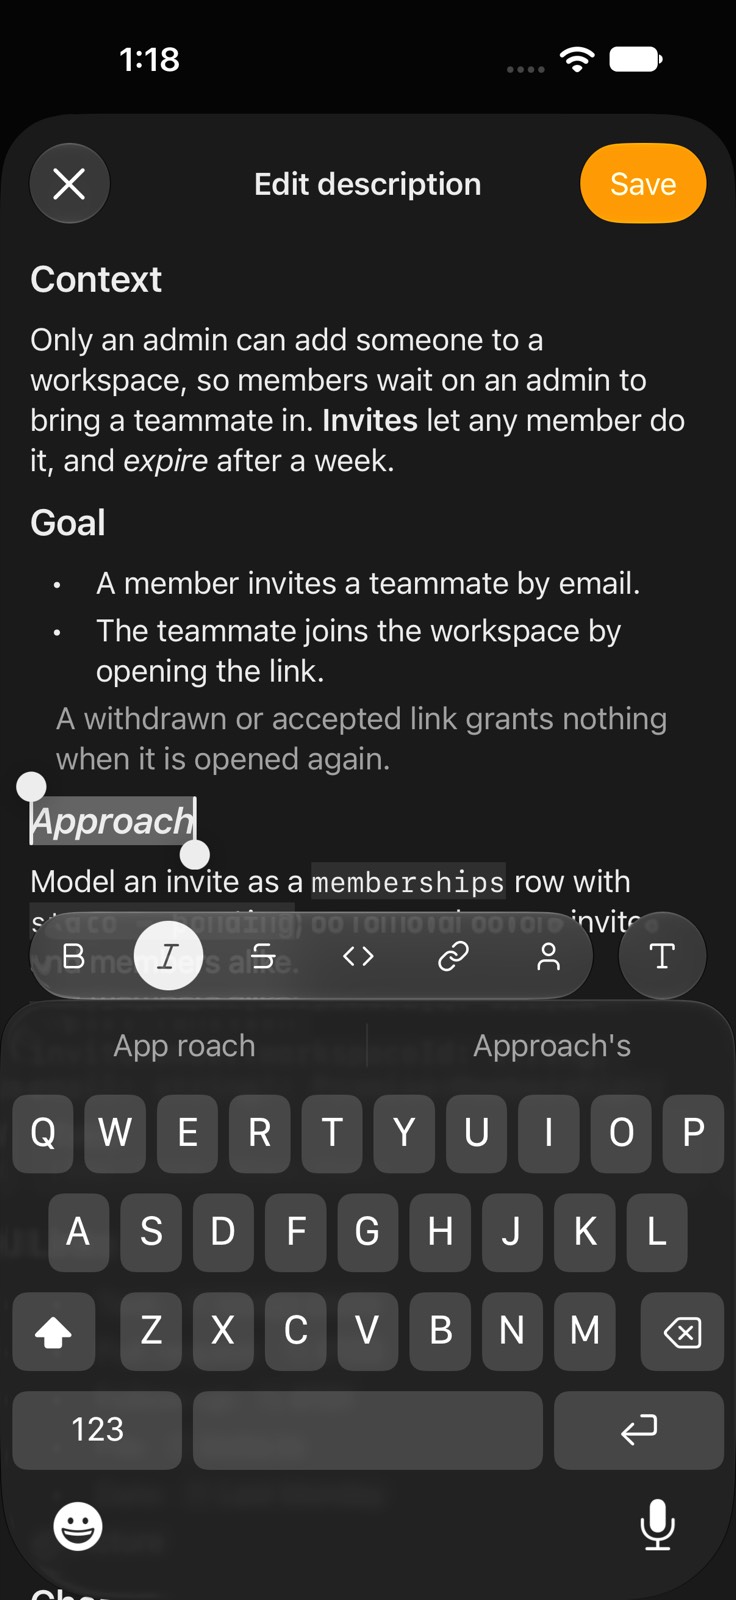 1:18
Edit description
Save
Context
Only an admin can add someone to a
workspace, so members wait on an admin to
bring a teammate in. Invites let any member do
it, and expire after a week.
Goal
• A member invites a teammate by email.
• The teammate joins the workspace by
opening the link.
A withdrawn or accepted link grants nothing
when it is opened again.
Approach
Model an invite as a memberships row with
and members alike.
B I S <> T
App roach
Approach's
Q W E R T Y U I O P
A S D F G H J K L
Z X C V B N M
123